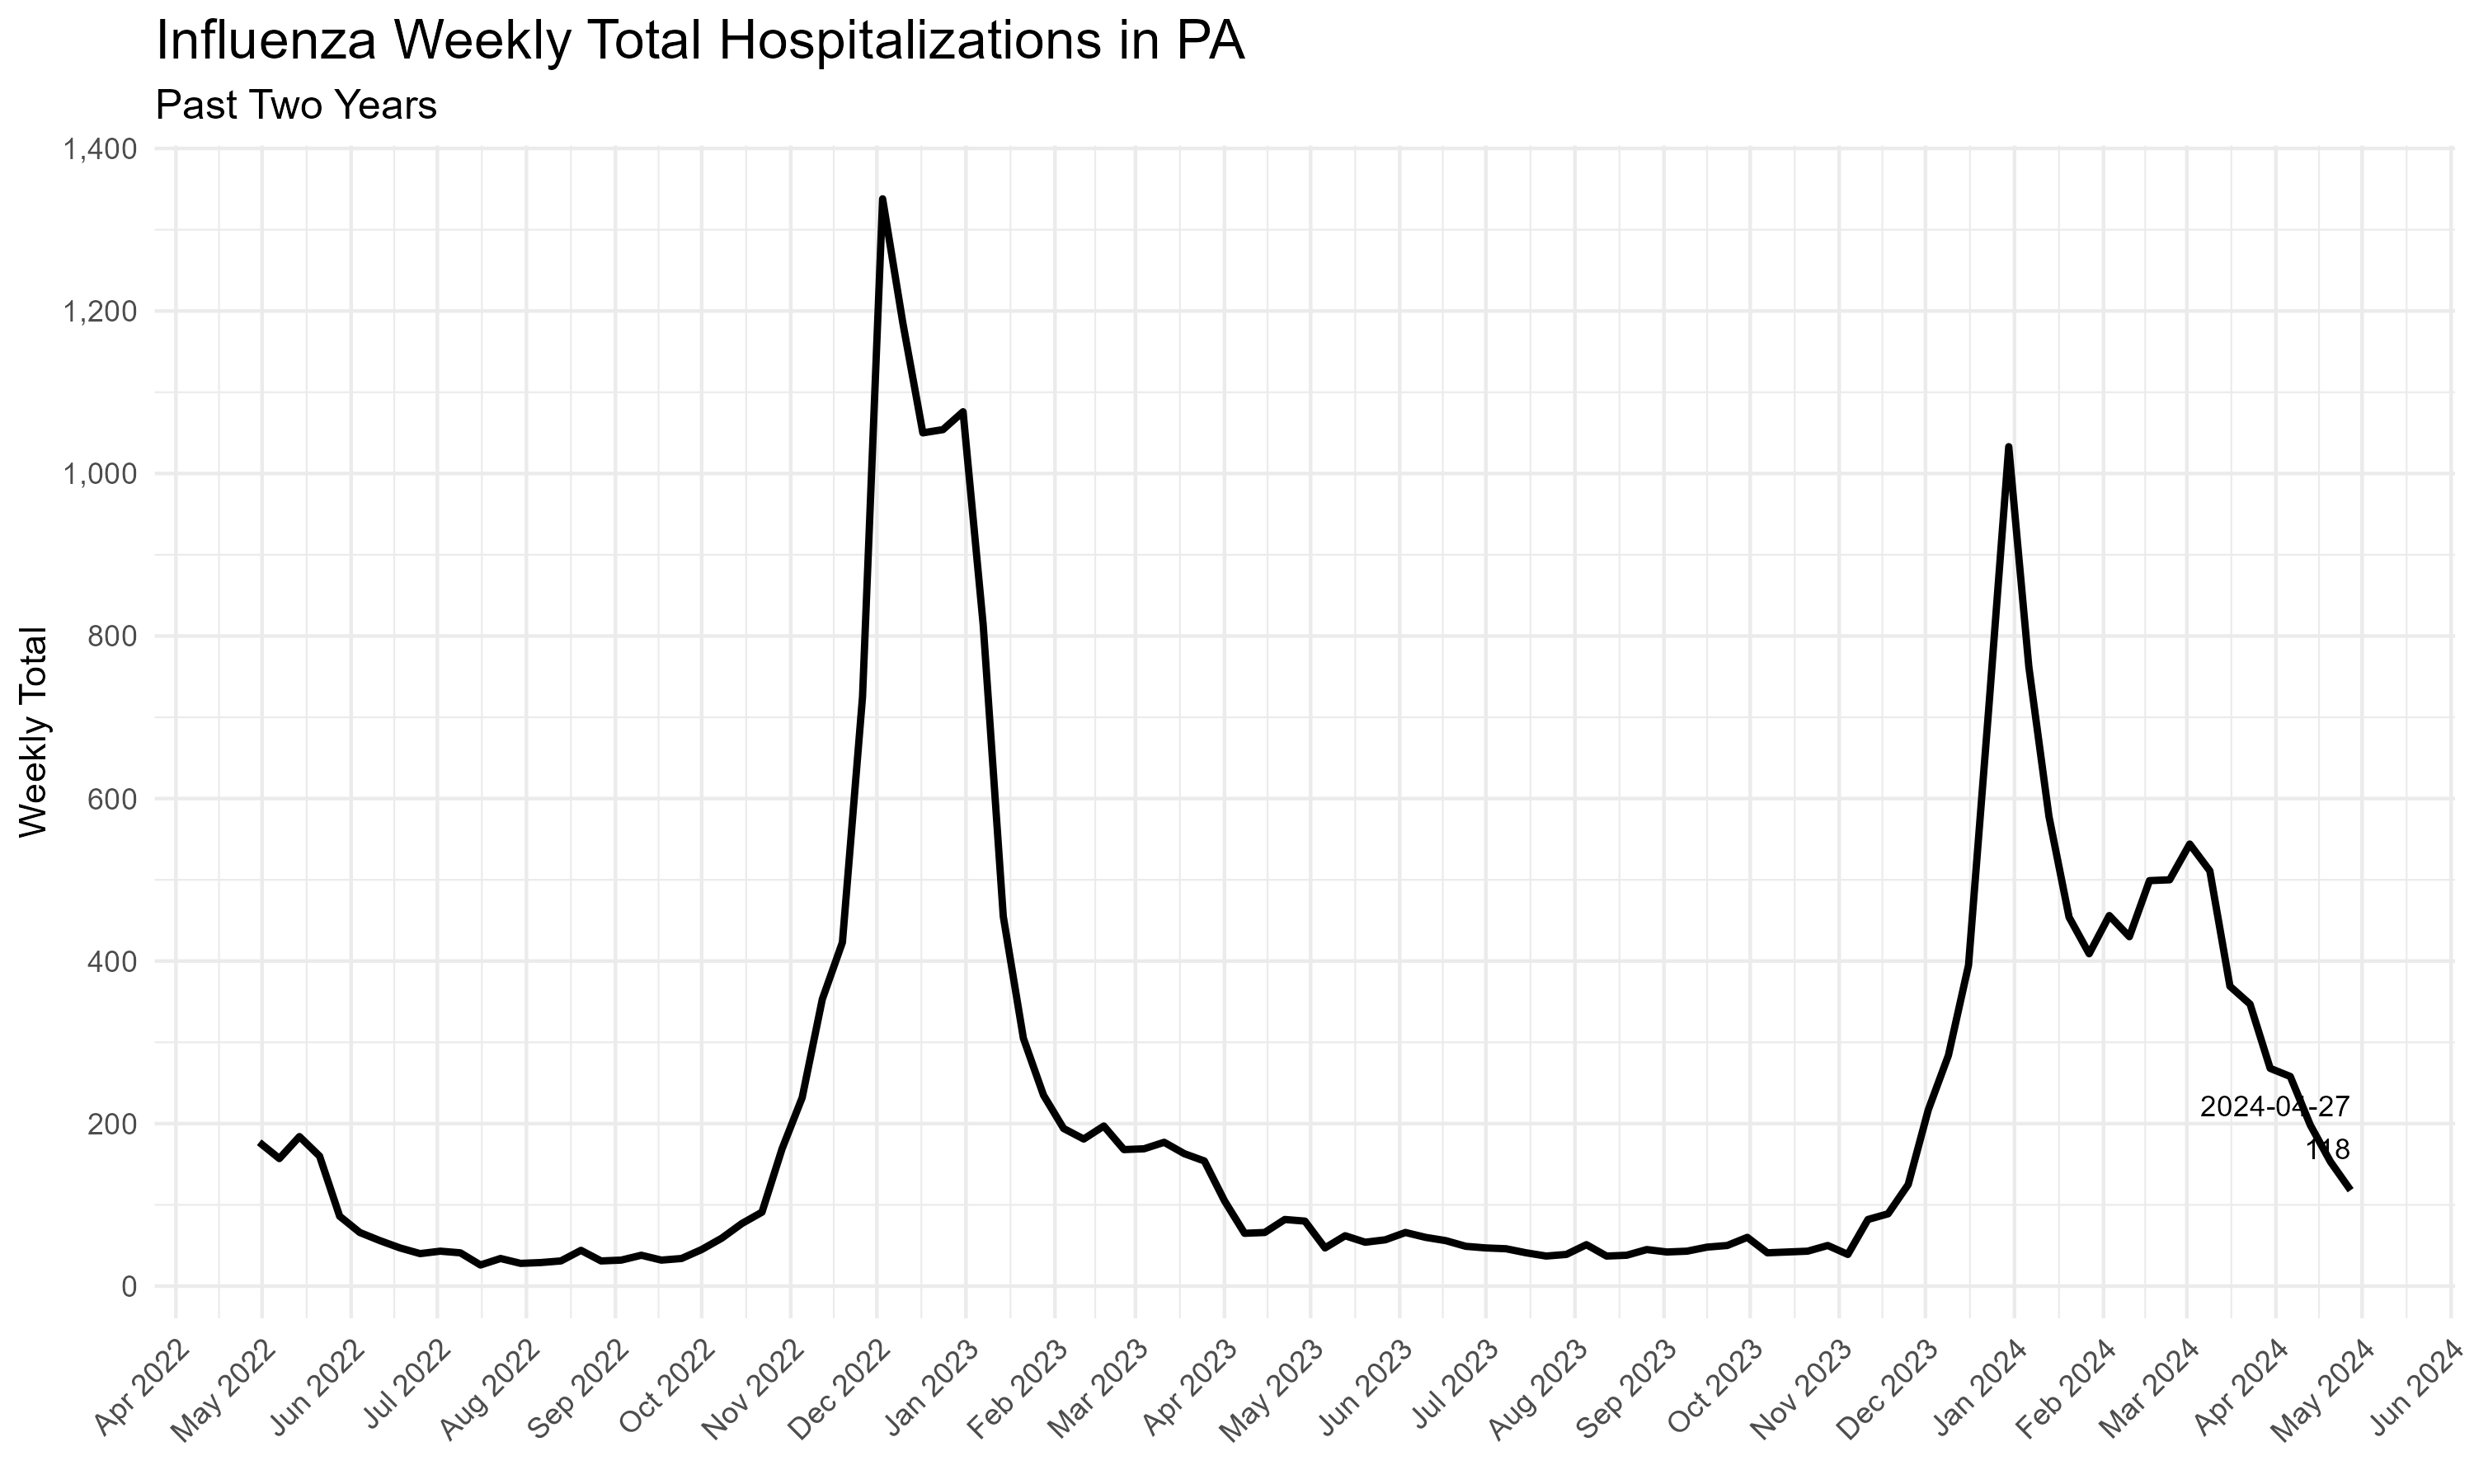 Influenza Weekly Total Hospitalizations in PA
Past Two Years
1,400
1,200
1,000
800
600
400
200
0
Weekly Total
2024-04-27
118
Apr 2022
May 2022
Jun 2022
Jul 2022
Aug 2022
Sep 2022
Oct 2022
Nov 2022
Dec 2022
Jan 2023
Feb 2023
Mar 2023
Apr 2023
May 2023
Jun 2023
Jul 2023
Aug 2023
Sep 2023
Oct 2023
Nov 2023
Dec 2023
Jan 2024
Feb 2024
Mar 2024
Apr 2024
May 2024
Jun 2024